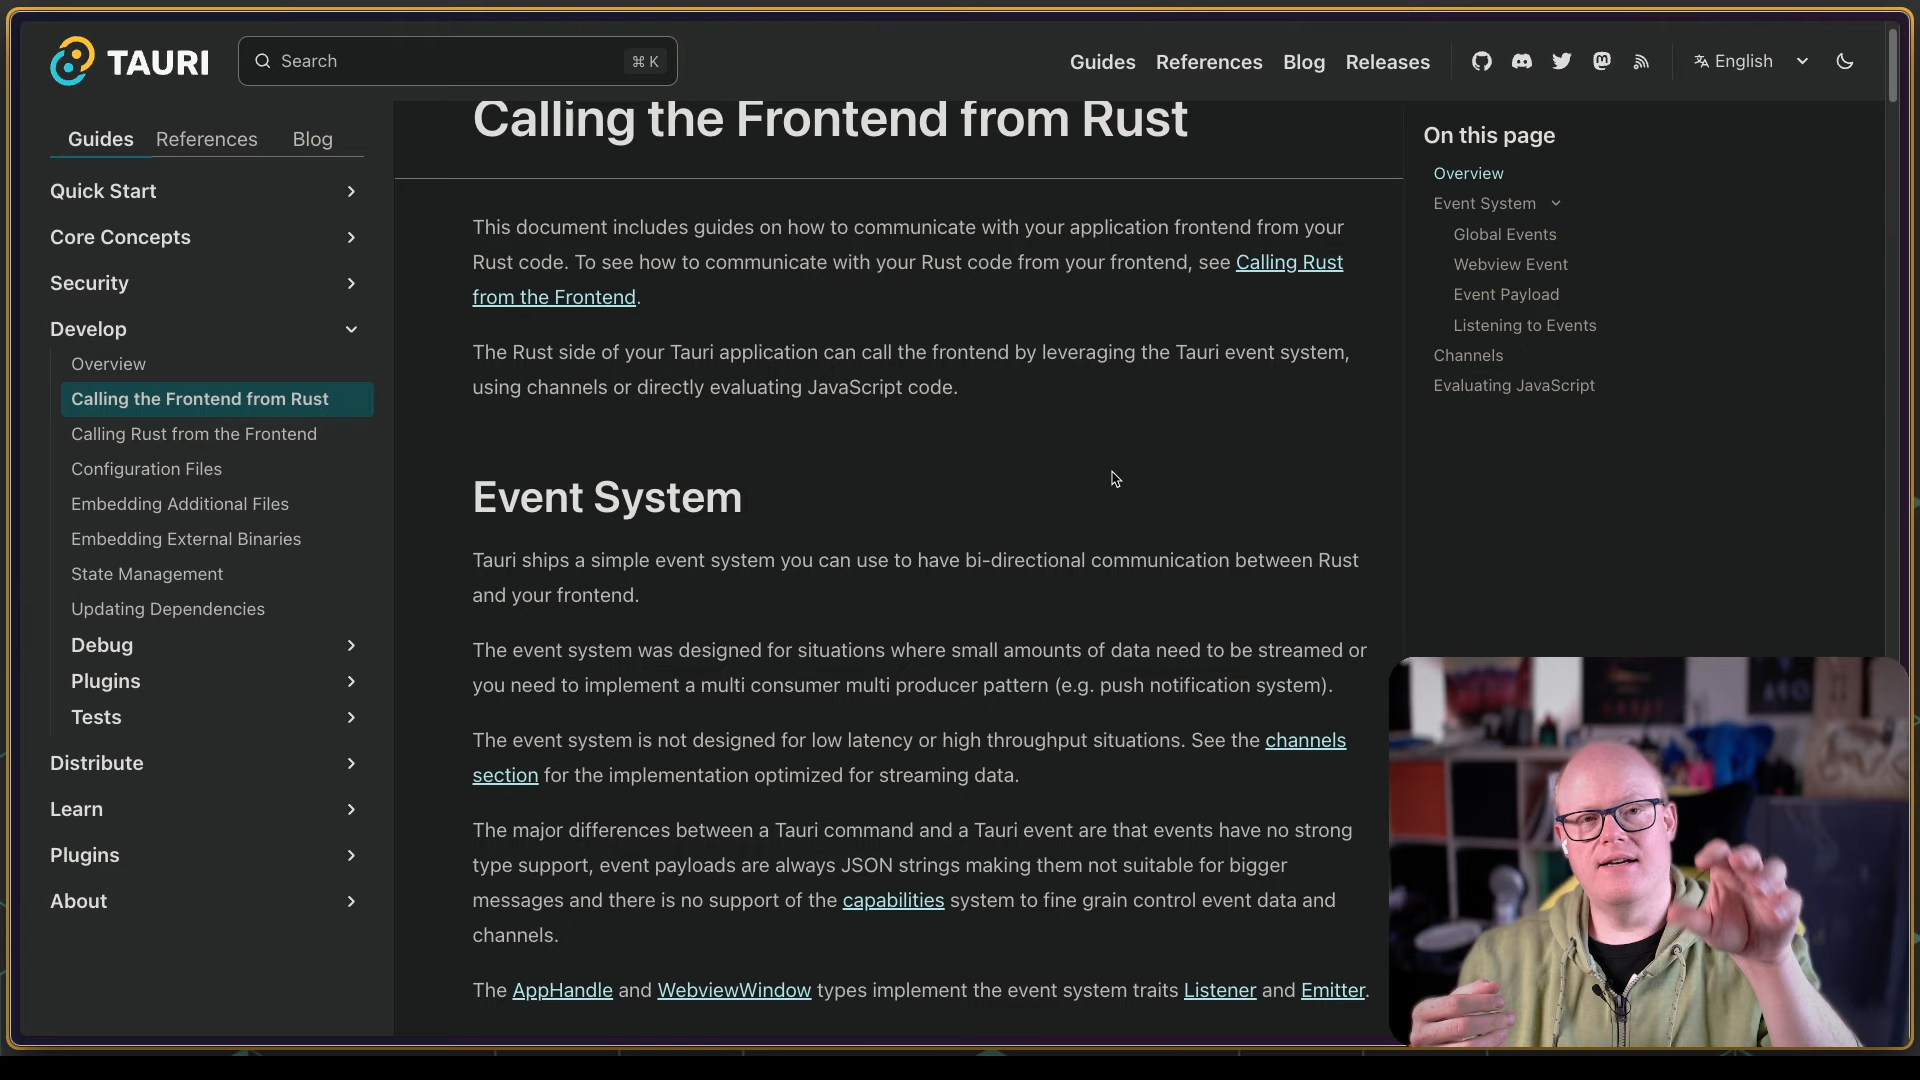 TAURI
Search
⌘ K
Guides
References
Blog
Releases
English
Guides
References
Blog
Quick Start
Core Concepts
Security
Develop
Overview
Calling the Frontend from Rust
Calling Rust from the Frontend
Configuration Files
Embedding Additional Files
Embedding External Binaries
State Management
Updating Dependencies
Debug
Plugins
Tests
Distribute
Learn
Plugins
About
Calling the Frontend from Rust
This document includes guides on how to communicate with your application frontend from your
Rust code. To see how to communicate with your Rust code from your frontend, see Calling Rust
from the Frontend.
The Rust side of your Tauri application can call the frontend by leveraging the Tauri event system,
using channels or directly evaluating JavaScript code.
Event System
Tauri ships a simple event system you can use to have bi-directional communication between Rust
and your frontend.
The event system was designed for situations where small amounts of data need to be streamed or
you need to implement a multi consumer multi producer pattern (e.g. push notification system).
The event system is not designed for low latency or high throughput situations. See the channels
section for the implementation optimized for streaming data.
The major differences between a Tauri command and a Tauri event are that events have no strong
type support, event payloads are always JSON strings making them not suitable for bigger
messages and there is no support of the capabilities system to fine grain control event data and
channels.
The AppHandle and WebviewWindow types implement the event system traits Listener and Emitter.
On this page
Overview
Event System
Global Events
Webview Event
Event Payload
Listening to Events
Channels
Evaluating JavaScript